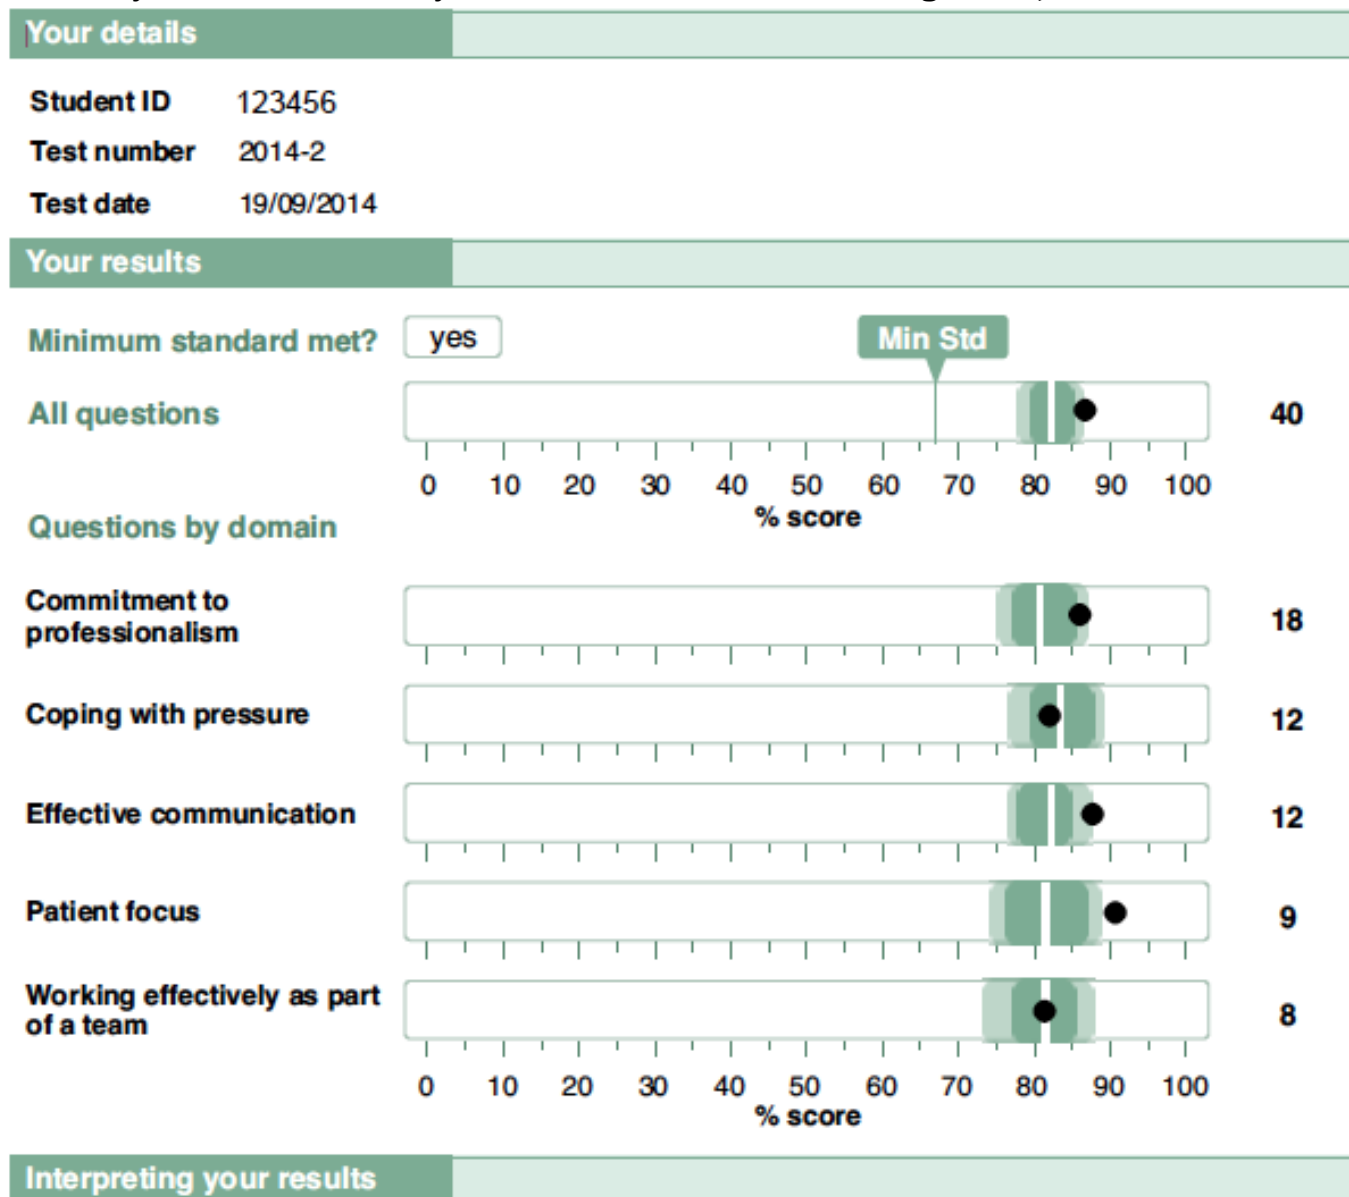 Your details
Student ID 123456
Test number 2014-2
Test date 19/09/2014
Your results
Minimum standard met? yes Min Std
All questions 40
0 10 20 30 40 50 60 70 80 90 100
% score
Questions by domain
Commitment to
professionalism 18
Coping with pressure 12
Effective communication 12
Patient focus 9
Working effectively as part
of a team 8
0 10 20 30 40 50 60 70 80 90 100
% score
Interpreting your results